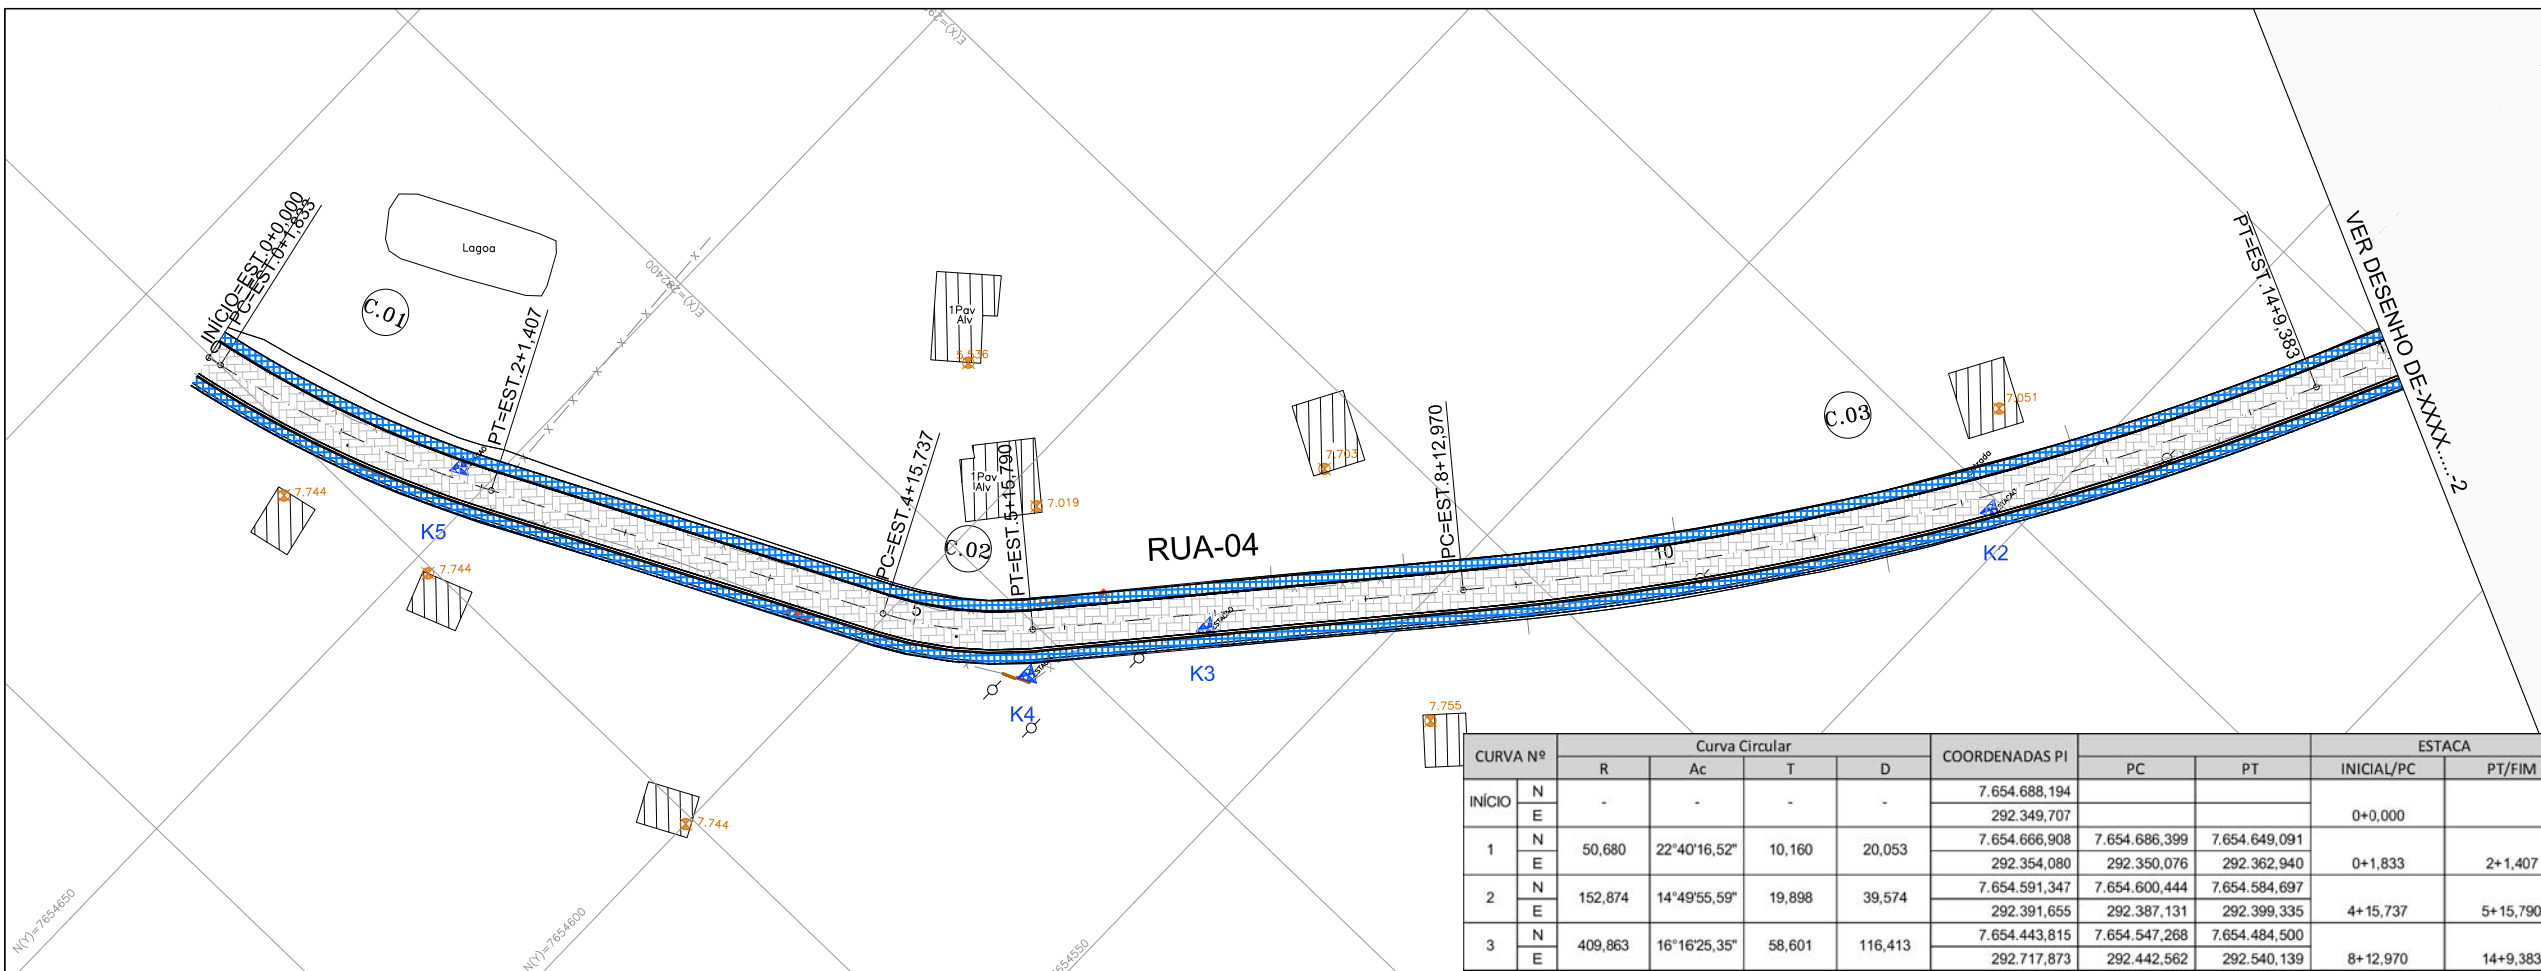 E(X)=292
INÍCIO=EST.0+0,000
PC=EST.0+1,833
0
Lagoa
C.01
PT=EST.2+1,407
E(X)=292400
1Pav
Alv
5.536
PC=EST.4+15,737
1Pav
Alv
7.019
PT=EST.5+15,790
C.02
5
RUA-04
7.703
PC=EST.8+12,970
10
C.03
7.051
PT=EST.14+9,383
VER DESENHO DE-XXXX......-2
7.744
K5
7.744
ESTACAO
K3
K4
K2
7.744
7.755
N(Y)=7654650
N(Y)=7654600
654550
CURVA Nº Curva Circular COORDENADAS PI ESTACA
R Ac T D PC PT INICIAL/PC PT/FIM
INÍCIO N - - - - 7.654.688,194
E 292.349,707 0+0,000
1 N 50,680 22°40'16,52" 10,160 20,053 7.654.666,908 7.654.686,399 7.654.649,091
E 292.354,080 292.350,076 292.362,940 0+1,833 2+1,407
2 N 152,874 14°49'55,59" 19,898 39,574 7.654.591,347 7.654.600,444 7.654.584,697
E 292.391,655 292.387,131 292.399,335 4+15,737 5+15,790
3 N 409,863 16°16'25,35" 58,601 116,413 7.654.443,815 7.654.547,268 7.654.484,500
E 292.717,873 292.442,562 292.540,139 8+12,970 14+9,383